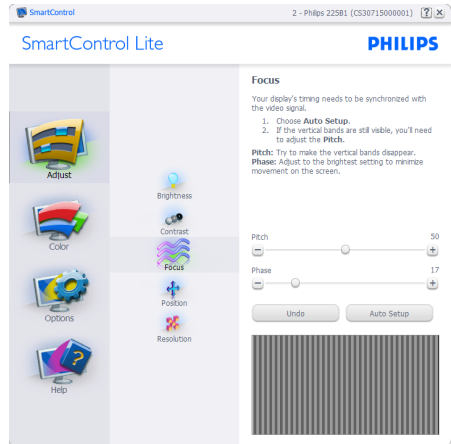 SmartControl
2 - Philips 225B1 (CS30715000001)
?
SmartControl Lite
PHILIPS
Adjust
Color
Options
?
Help
Brightness
Contrast
Focus
Position
Resolution
Focus
Your display's timing needs to be synchronized with
the video signal.
1. Choose Auto Setup.
2. If the vertical bands are still visible, you'll need
to adjust the Pitch.
Pitch: Try to make the vertical bands disappear.
Phase: Adjust to the brightest setting to minimize
movement on the screen.
Pitch 50
Phase 17
Undo
Auto Setup